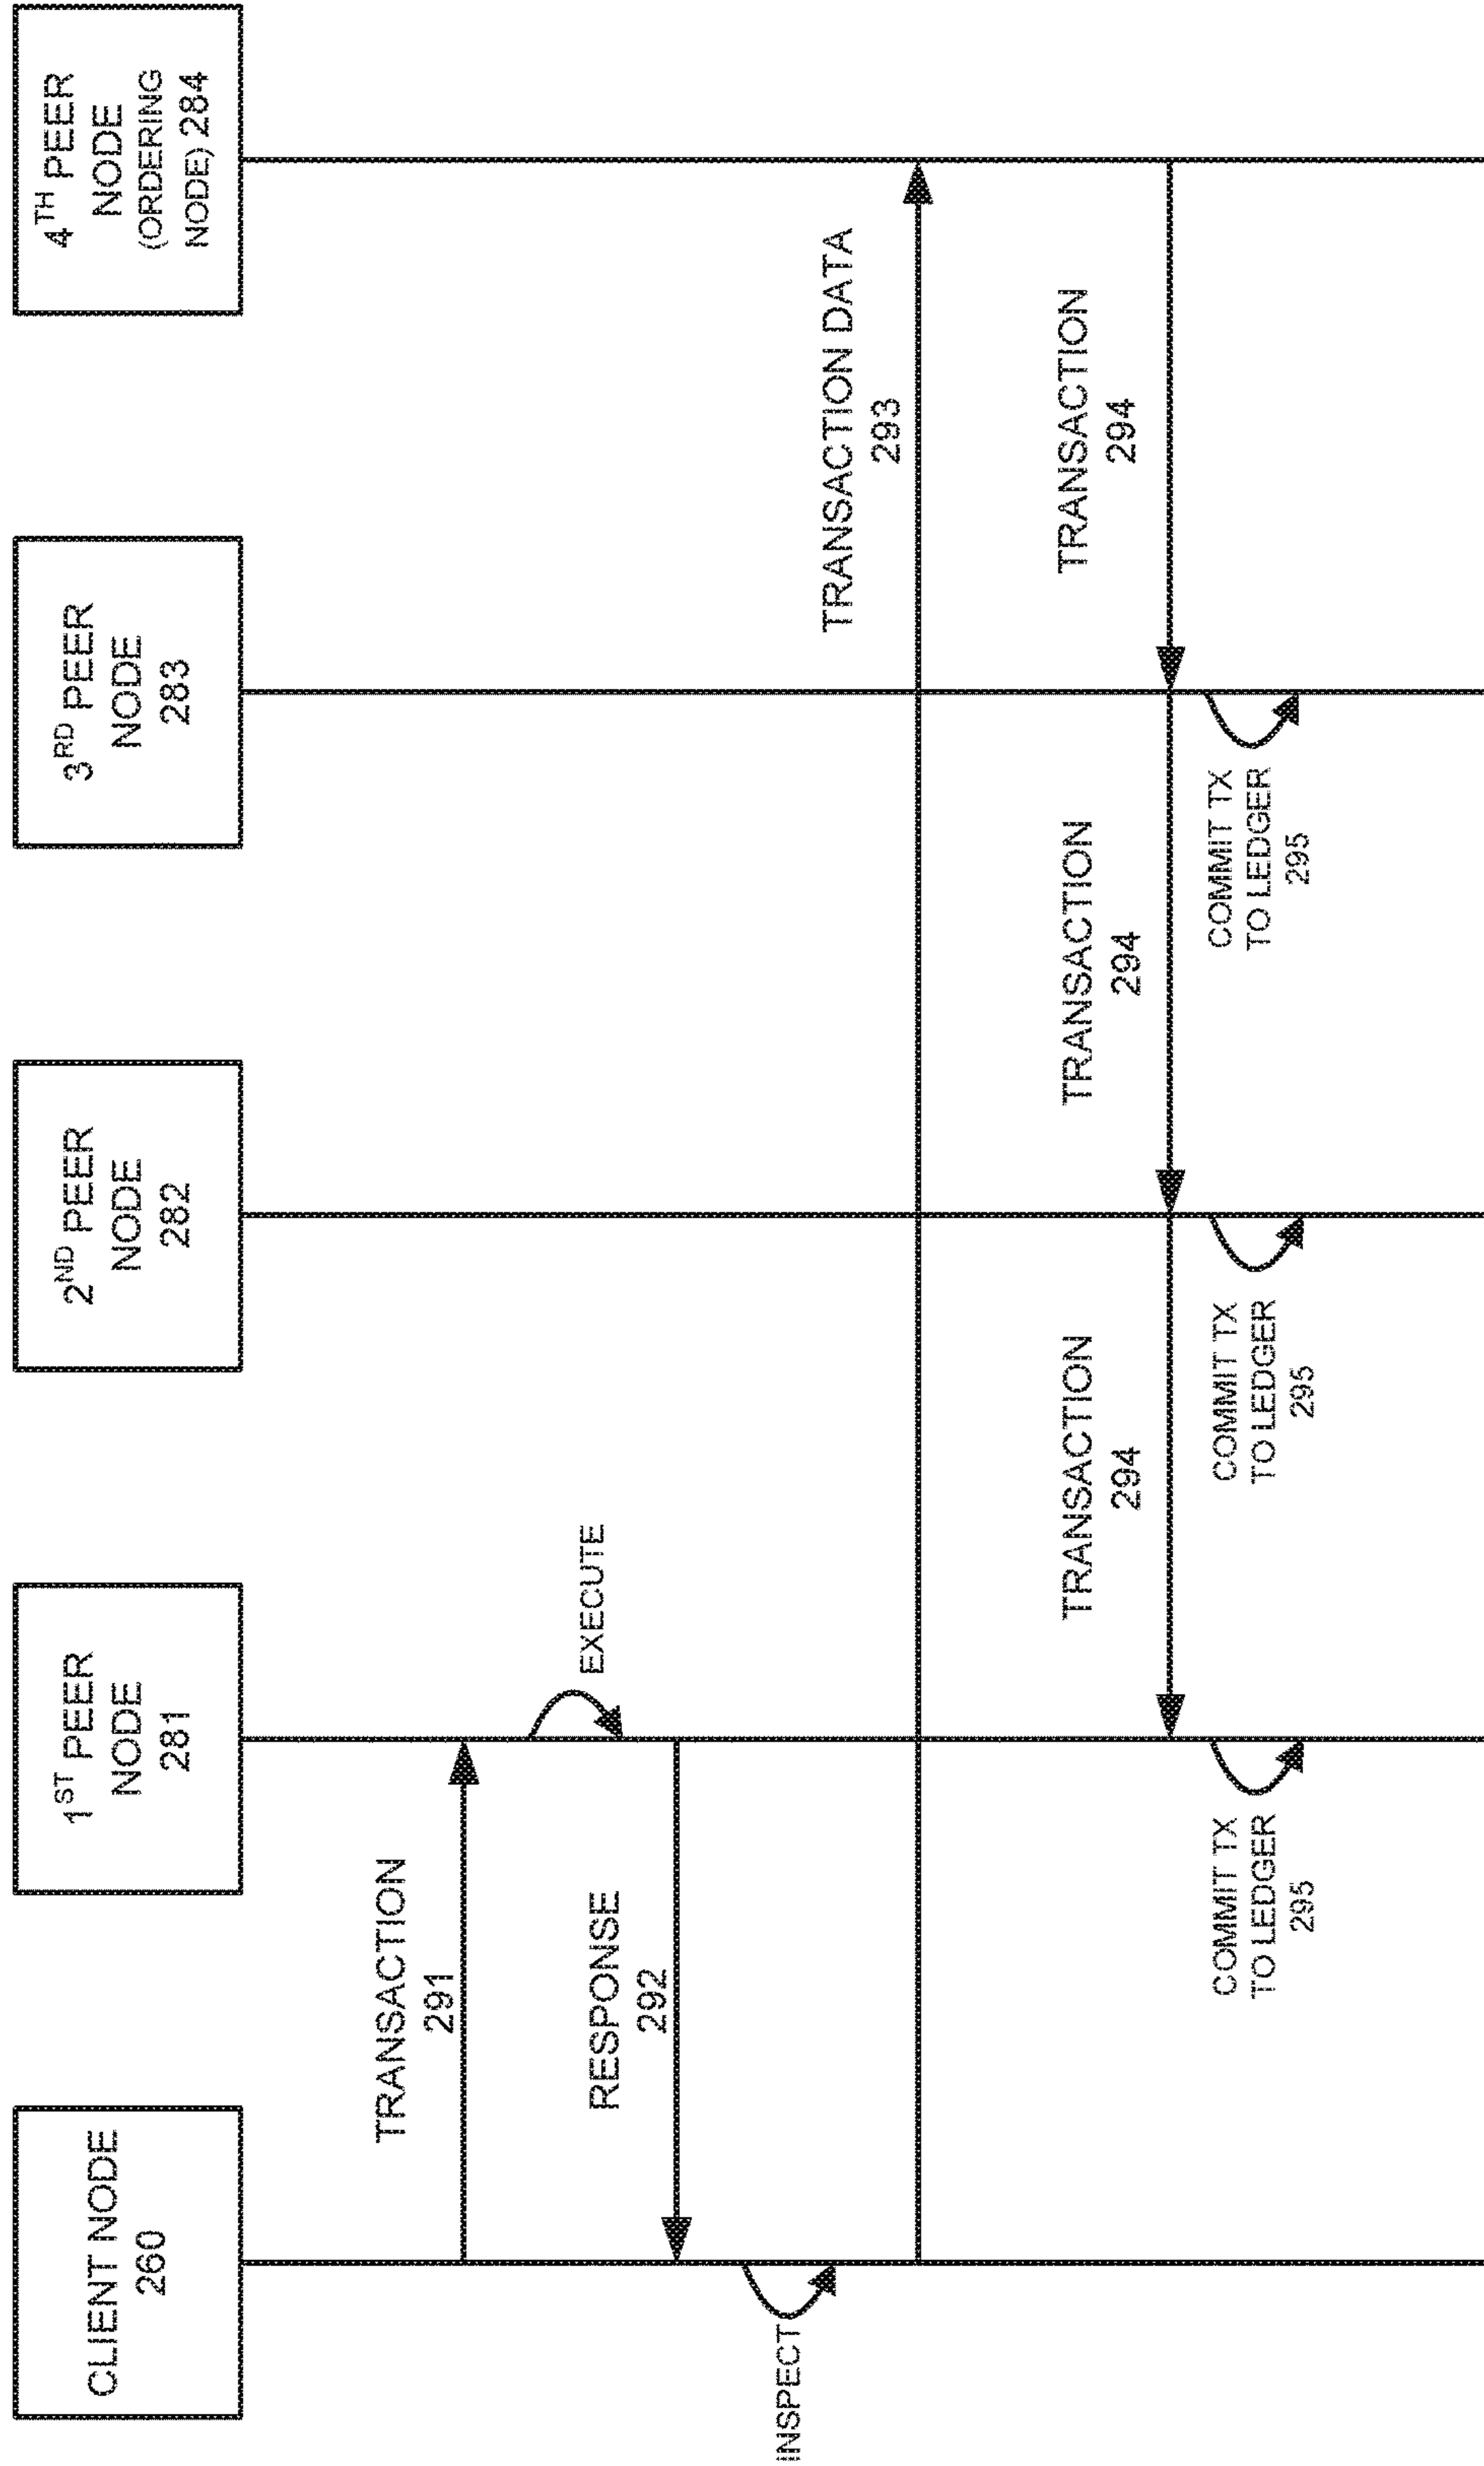 CLIENT NODE
260
1ST PEER
NODE
281
2ND PEER
NODE
282
3RD PEER
NODE
283
4TH PEER
NODE
(ORDERING
NODE) 284
TRANSACTION
291
EXECUTE
RESPONSE
292
INSPECT
TRANSACTION DATA
293
TRANSACTION
294
TRANSACTION
294
TRANSACTION
294
COMMIT TX
TO LEDGER
295
COMMIT TX
TO LEDGER
295
COMMIT TX
TO LEDGER
295